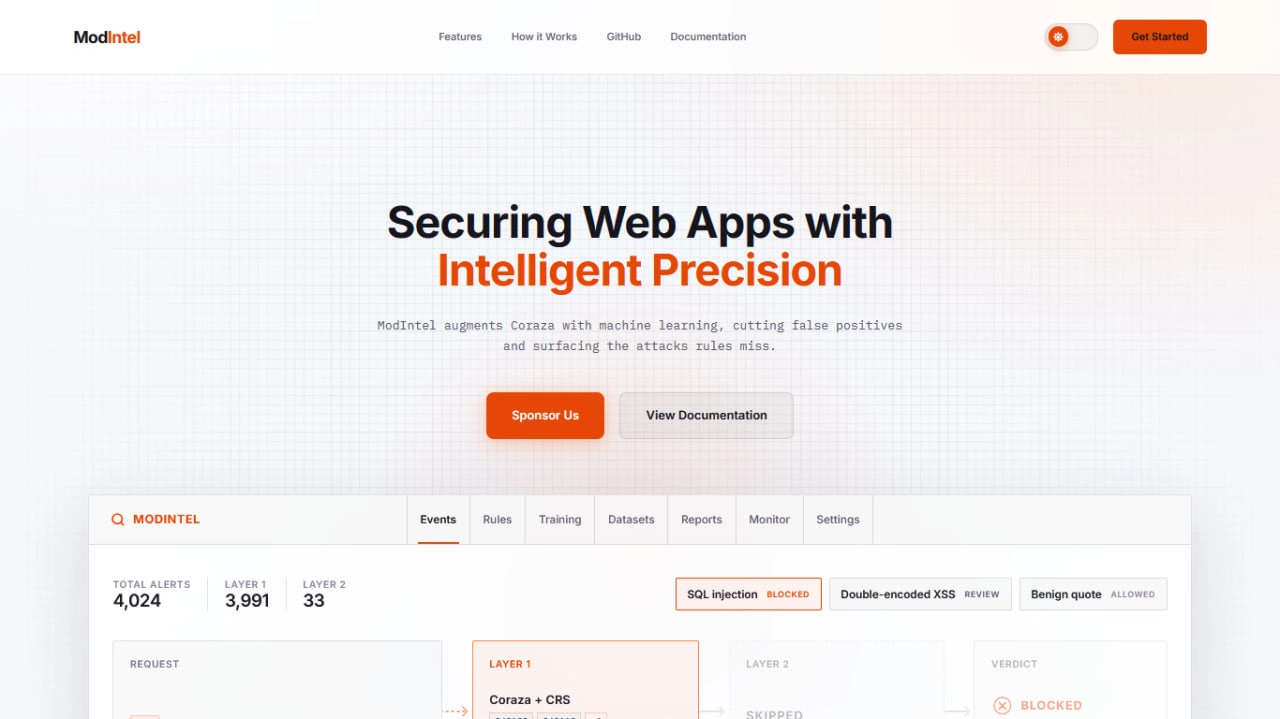 ModIntel
Features How it Works GitHub Documentation
Get Started
Securing Web Apps with
Intelligent Precision
ModIntel augments Coraza with machine learning, cutting false positives
and surfacing the attacks rules miss.
Sponsor Us View Documentation
MODINTEL
Events Rules Training Datasets Reports Monitor Settings
TOTAL ALERTS LAYER 1 LAYER 2
4,024 3,991 33
SQL injection BLOCKED Double-encoded XSS REVIEW Benign quote ALLOWED
REQUEST LAYER 1 LAYER 2 VERDICT
Coraza + CRS
SKIPPED BLOCKED